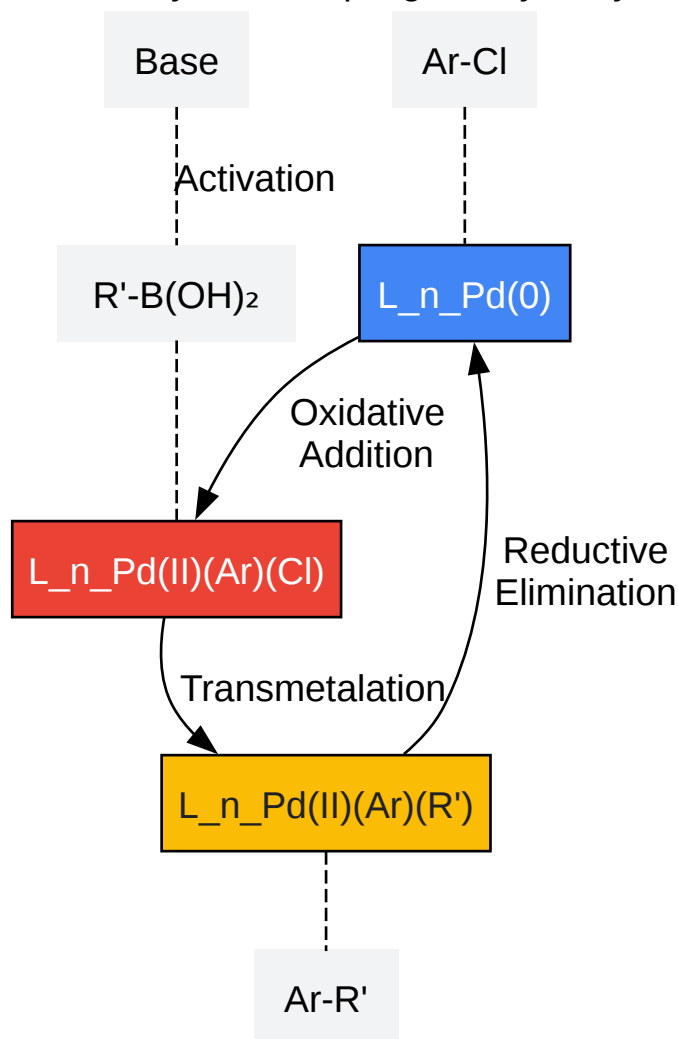 Base
Ar-Cl
Activation
R'-B(OH)₂
L_n_Pd(0)
Oxidative
Addition
L_n_Pd(II)(Ar)(Cl)
Reductive
Elimination
Transmetalation
L_n_Pd(II)(Ar)(R')
Ar-R'